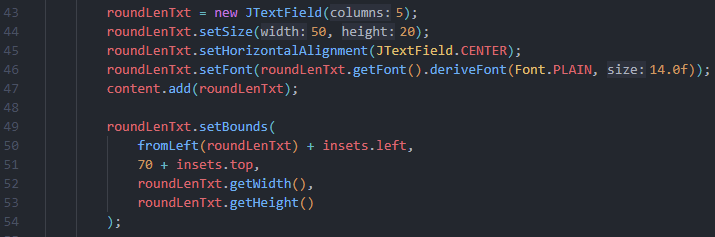 43 roundLenTxt = new JTextField(columns: 5);
44 roundLenTxt.setSize(width: 50, height: 20);
45 roundLenTxt.setHorizontalAlignment(JTextField.CENTER);
46 roundLenTxt.setFont(roundLenTxt.getFont().deriveFont(Font.PLAIN, size: 14.0f));
47 content.add(roundLenTxt);
48
49 roundLenTxt.setBounds(
50 fromLeft(roundLenTxt) + insets.left,
51 70 + insets.top,
52 roundLenTxt.getWidth(),
53 roundLenTxt.getHeight()
54 );